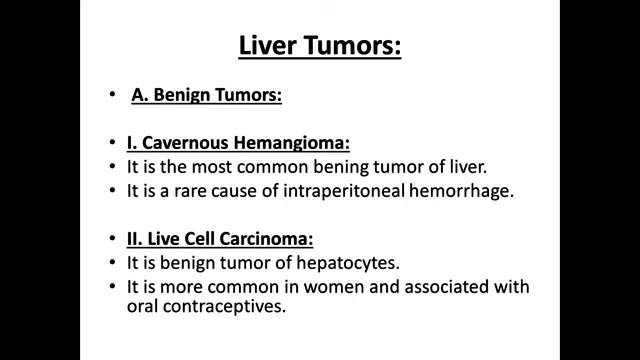 Liver Tumors:
• A. Benign Tumors:
• I. Cavernous Hemangioma:
• It is the most common bening tumor of liver.
• It is a rare cause of intraperitoneal hemorrhage.
• II. Live Cell Carcinoma:
• It is benign tumor of hepatocytes.
• It is more common in women and associated with
oral contraceptives.